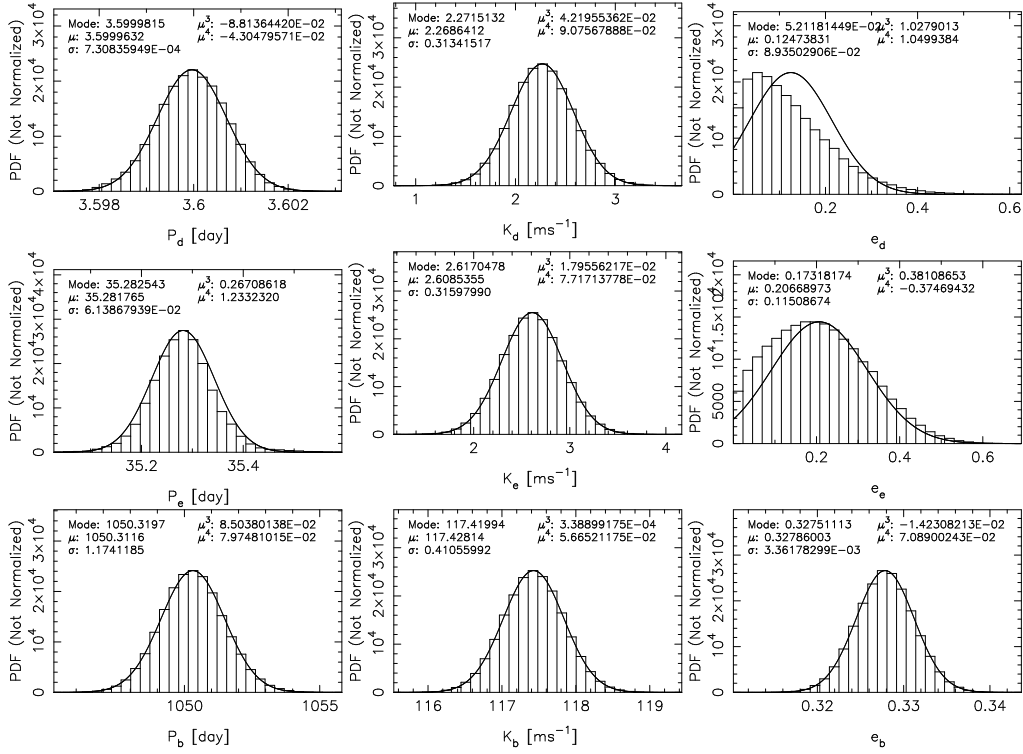 Mode: 3.5999815 μ³: −8.81364420E−02
μ: 3.5999632 μ⁴: −4.30479571E−02
σ: 7.30835949E−04
PDF (Not Normalized)
0 10⁴ 2×10⁴ 3×10⁴
3.598 3.6 3.602
P_d [day]
Mode: 2.2715132 μ³: 4.21955362E−02
μ: 2.2686412 μ⁴: 9.07567888E−02
σ: 0.31341517
PDF (Not Normalized)
0 10⁴ 2×10⁴ 3×10⁴
1 2 3
K_d [ms⁻¹]
Mode: 5.21181449E−02 μ³: 1.0279013
μ: 0.12473831 μ⁴: 1.0499384
σ: 8.93502906E−02
PDF (Not Normalized)
0 10⁴ 2×10⁴ 3×10⁴
0.2 0.4 0.6
e_d
Mode: 35.282543 μ³: 0.26708618
μ: 35.281765 μ⁴: 1.2332320
σ: 6.13867939E−02
PDF (Not Normalized)
0 10⁴ 2×10⁴ 3×10⁴ 4×10⁴
35.2 35.4
P_e [day]
Mode: 2.6170478 μ³: 1.79556217E−02
μ: 2.6085355 μ⁴: 7.71713778E−02
σ: 0.31597990
PDF (Not Normalized)
0 10⁴ 2×10⁴ 3×10⁴
2 3 4
K_e [ms⁻¹]
Mode: 0.17318174 μ³: 0.38108653
μ: 0.20668973 μ⁴: −0.37469432
σ: 0.11508674
PDF (Not Normalized)
0 5000 10⁴ 1.5×10⁴ 2×10⁴
0.2 0.4 0.6
e_e
Mode: 1050.3197 μ³: 8.50380138E−02
μ: 1050.3116 μ⁴: 7.97481015E−02
σ: 1.1741185
PDF (Not Normalized)
0 10⁴ 2×10⁴ 3×10⁴
1050 1055
P_b [day]
Mode: 117.41994 μ³: 3.38899175E−04
μ: 117.42814 μ⁴: 5.66521175E−02
σ: 0.41055992
PDF (Not Normalized)
0 10⁴ 2×10⁴ 3×10⁴
116 117 118 119
K_b [ms⁻¹]
Mode: 0.32751113 μ³: −1.42308213E−02
μ: 0.32786003 μ⁴: 7.08900243E−02
σ: 3.36178299E−03
PDF (Not Normalized)
0 10⁴ 2×10⁴ 3×10⁴
0.32 0.33 0.34
e_b